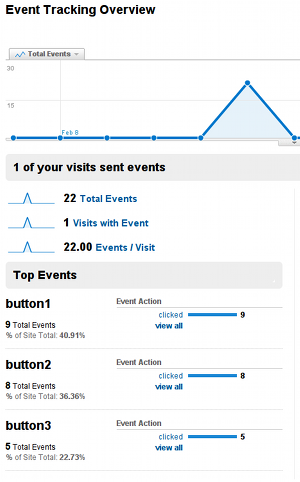 Event Tracking Overview
Total Events
30
15
Feb 6
1 of your visits sent events
22 Total Events
1 Visits with Event
22.00 Events / Visit
Top Events
button1
Event Action
clicked 9
9 Total Events
view all
% of Site Total: 40.91%
button2
Event Action
clicked 8
8 Total Events
view all
% of Site Total: 36.36%
button3
Event Action
clicked 5
5 Total Events
view all
% of Site Total: 22.73%